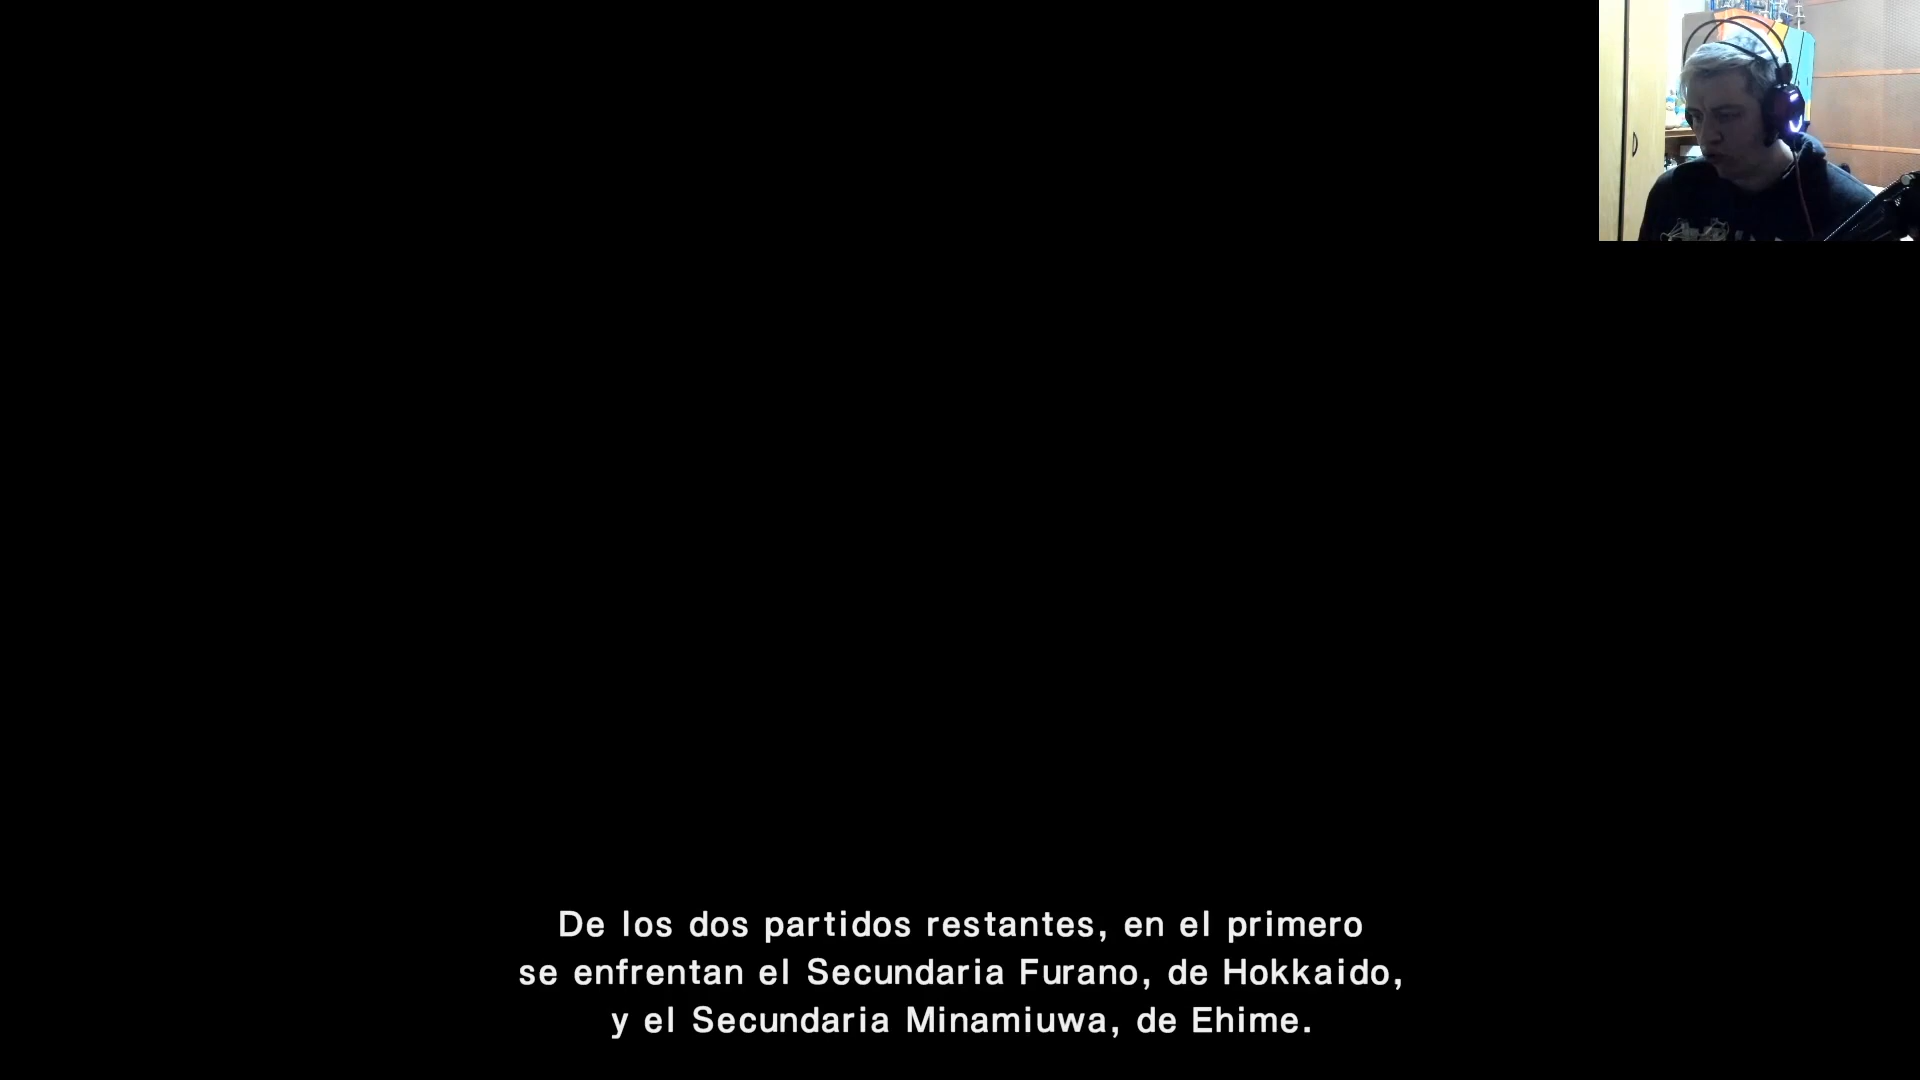 De los dos partidos restantes, en el primero
se enfrentan el Secundaria Furano, de Hokkaido,
y el Secundaria Minamiuwa, de Ehime.